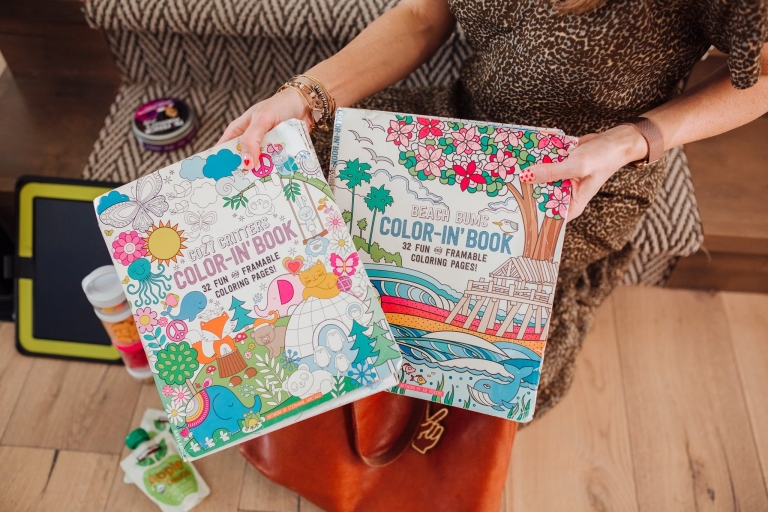 COZY CRITTERS
COLOR-IN' BOOK
32 FUN AND FRAMABLE
COLORING PAGES!
BEACH BUMS
COLOR-IN' BOOK
32 FUN AND FRAMABLE
COLORING PAGES!